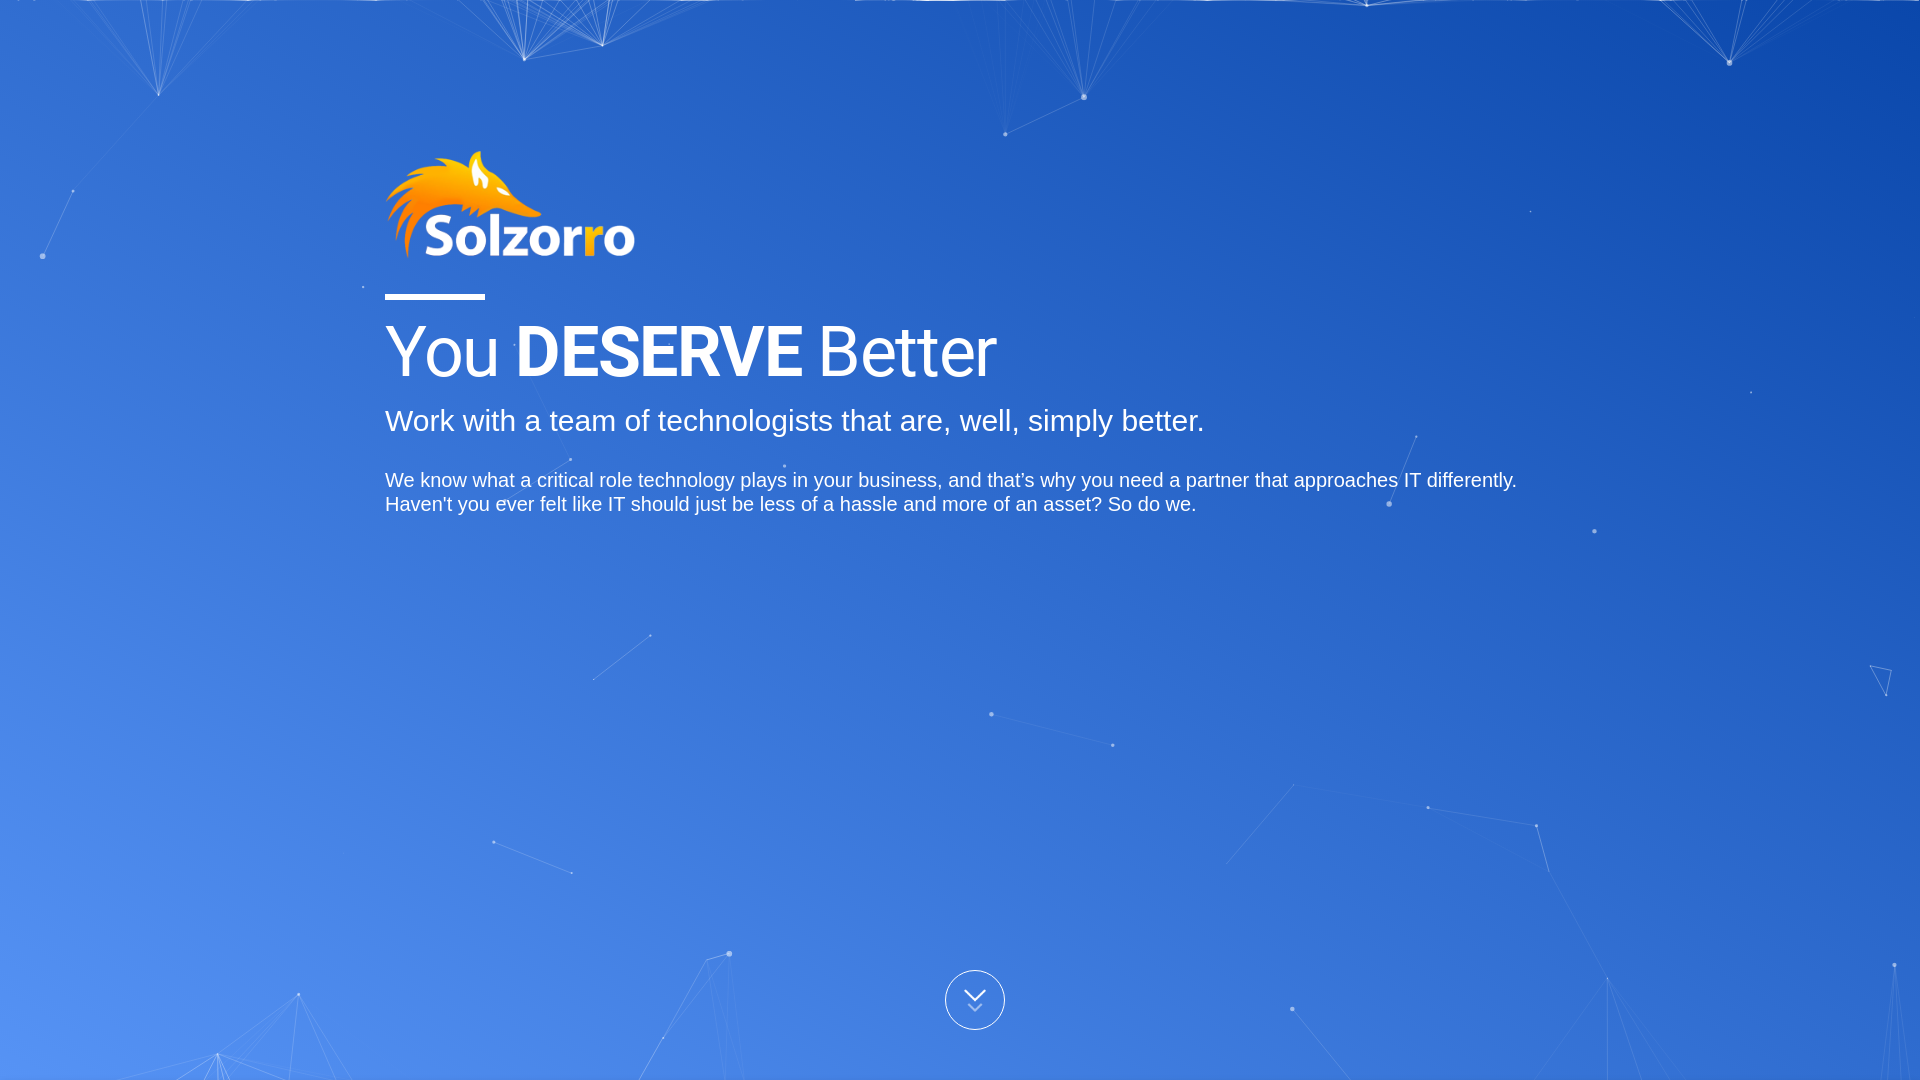 Solzorro
You DESERVE Better
Work with a team of technologists that are, well, simply better.
We know what a critical role technology plays in your business, and that’s why you need a partner that approaches IT differently.
Haven't you ever felt like IT should just be less of a hassle and more of an asset? So do we.